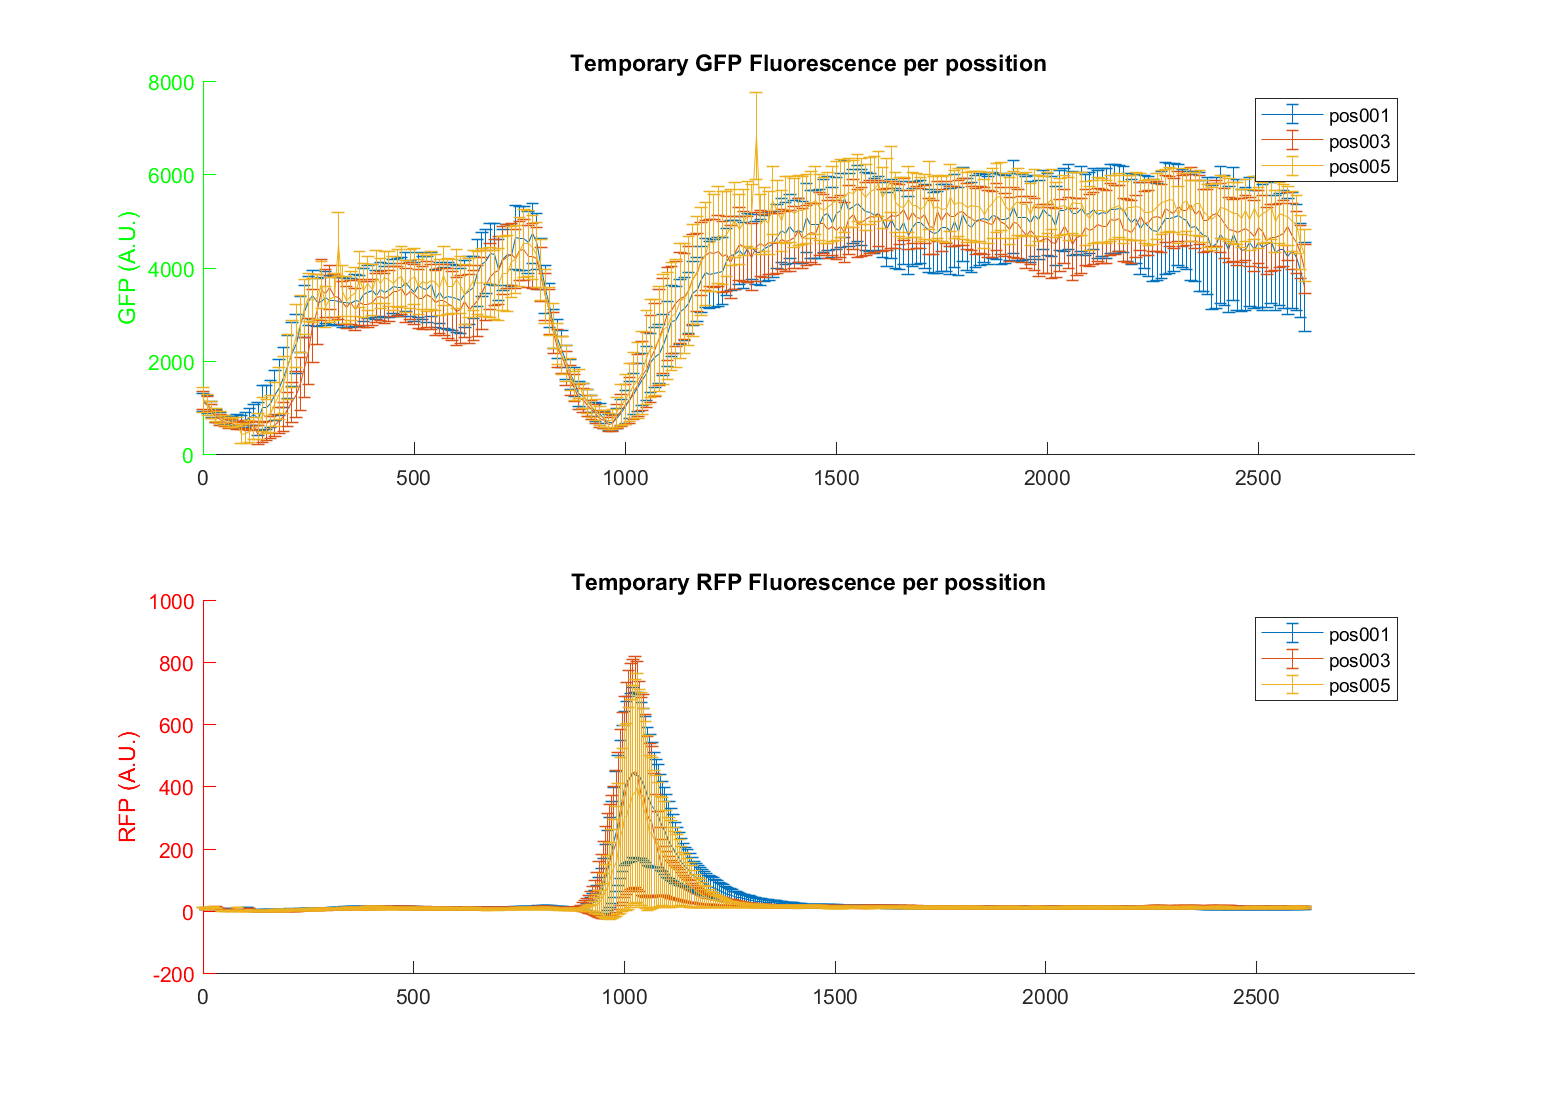 Temporary GFP Fluorescence per possition
GFP (A.U.)
8000
6000
4000
2000
0
0 500 1000 1500 2000 2500
pos001
pos003
pos005
Temporary RFP Fluorescence per possition
RFP (A.U.)
1000
800
600
400
200
0
-200
0 500 1000 1500 2000 2500
pos001
pos003
pos005